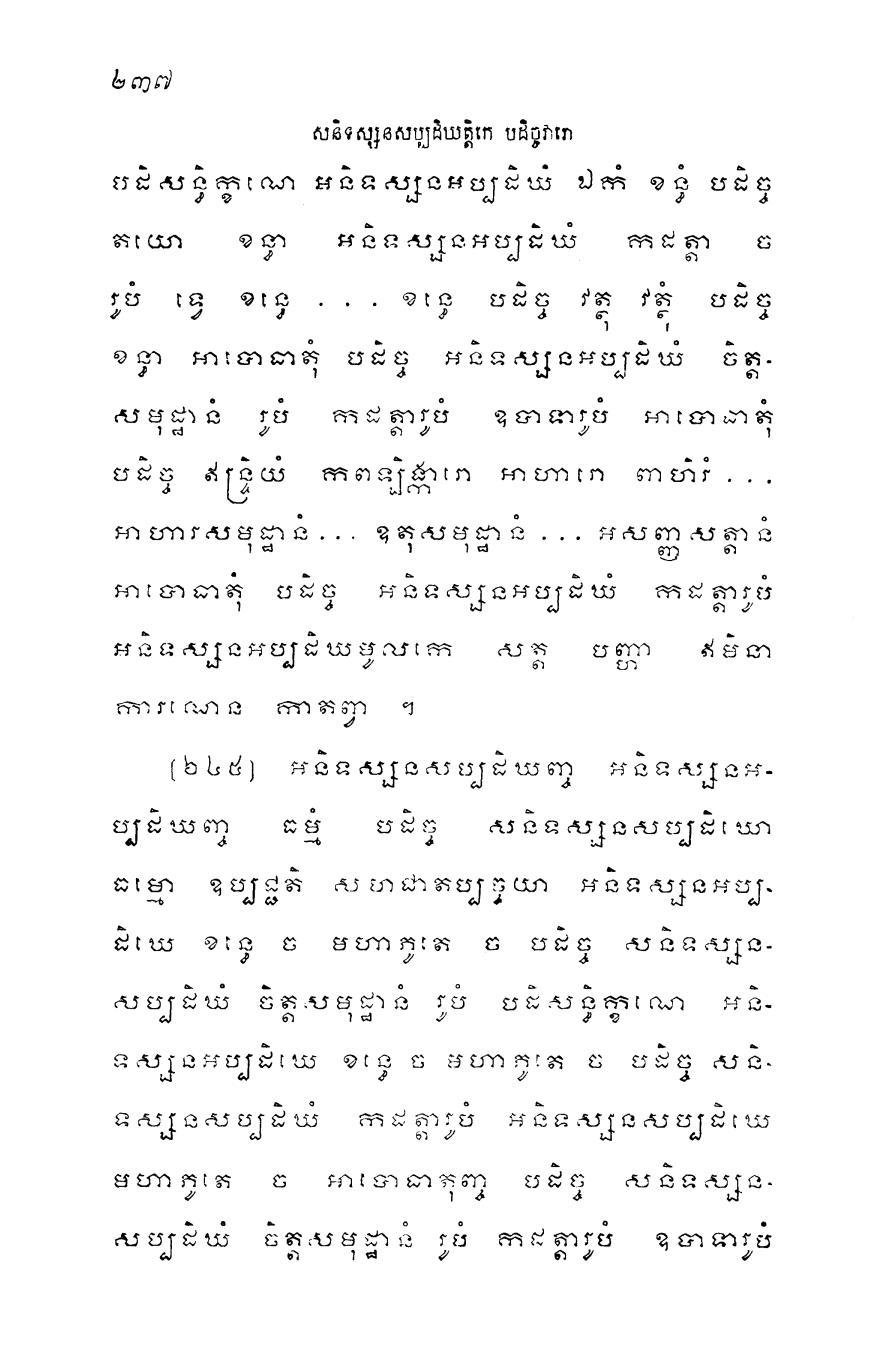 ២៣៧
សនិទស្សនសប្បដិឃត្តិកេ បដិច្ចវារោ
បដិសន្ធិក្ខណេ អនិទស្សនអប្បដិឃំ ឯកំ ខន្ធំ បដិច្ច
តយោ ខន្ធា អនិទស្សនអប្បដិឃំ កដត្តា ច
រូបំ ទ្វេ ខន្ធេ . . . ខន្ធេ បដិច្ច វត្ថុ វត្ថុំ បដិច្ច
ខន្ធា អាបោធាតុំ បដិច្ច អនិទស្សនអប្បដិឃំ ចិត្ត-
សមុដ្ឋានំ រូបំ កដត្តារូបំ ឧបាទារូបំ អាបោធាតុំ
បដិច្ច ឥន្ទ្រិយំ កពឡិង្ការោ អាហារោ ពាហិរំ . . .
អាហារសមុដ្ឋានំ . . . ឧតុសមុដ្ឋានំ . . . អសញ្ញសត្តានំ
អាបោធាតុំ បដិច្ច អនិទស្សនអប្បដិឃំ កដត្តារូបំ
អនិទស្សនអប្បដិឃមូលកេ សត្ត បញ្ហា ឥមិនា
ការណេន កាតព្វា ។
(២៤៥) អនិទស្សនសប្បដិឃញ្ច អនិទស្សនអ-
ប្បដិឃញ្ច ធម្មំ បដិច្ច សនិទស្សនសប្បដិឃោ
ធម្មោ ឧប្បជ្ជតិ សហជាតប្បច្ចយា អនិទស្សនអប្ប-
ដិឃេ ខន្ធេ ច មហាភូតេ ច បដិច្ច សនិទស្សន-
សប្បដិឃំ ចិត្តសមុដ្ឋានំ រូបំ បដិសន្ធិក្ខណេ អនិ-
ទស្សនអប្បដិឃេ ខន្ធេ ច មហាភូតេ ច បដិច្ច សនិ-
ទស្សនសប្បដិឃំ កដត្តារូបំ អនិទស្សនសប្បដិឃេ
មហាភូតេ ច អាបោធាតុញ្ច បដិច្ច សនិទស្សន-
សប្បដិឃំ ចិត្តសមុដ្ឋានំ រូបំ កដត្តារូបំ ឧបាទារូបំ